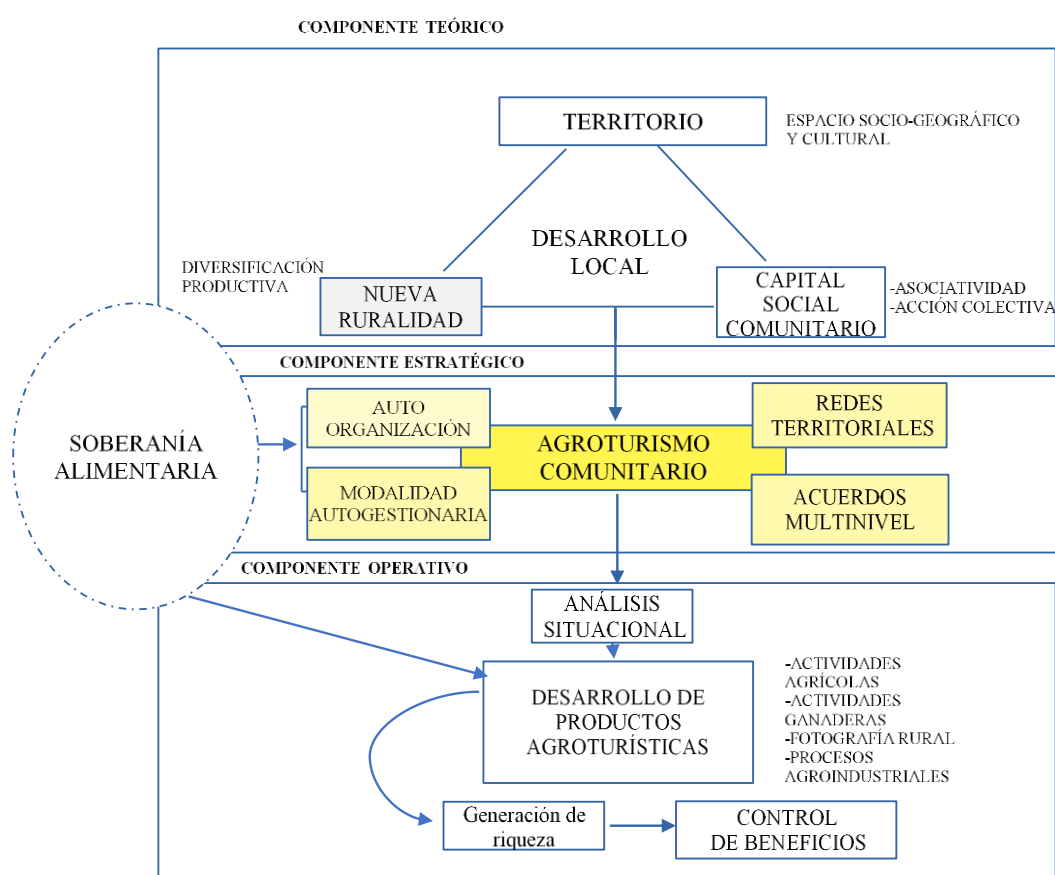 COMPONENTE TEÓRICO
TERRITORIO
ESPACIO SOCIO-GEOGRÁFICO
Y CULTURAL
DESARROLLO
LOCAL
DIVERSIFICACIÓN
PRODUCTIVA
NUEVA
RURALIDAD
CAPITAL
SOCIAL
COMUNITARIO
-ASOCIATIVIDAD
-ACCIÓN COLECTIVA
COMPONENTE ESTRATÉGICO
SOBERANÍA
ALIMENTARIA
AUTO
ORGANIZACIÓN
MODALIDAD
AUTOGESTIONARIA
AGROTURISMO
COMUNITARIO
REDES
TERRITORIALES
ACUERDOS
MULTINIVEL
COMPONENTE OPERATIVO
ANÁLISIS
SITUACIONAL
DESARROLLO DE
PRODUCTOS
AGROTURÍSTICAS
-ACTIVIDADES
AGRÍCOLAS
-ACTIVIDADES
GANADERAS
-FOTOGRAFÍA RURAL
-PROCESOS
AGROINDUSTRIALES
Generación de
riqueza
CONTROL
DE BENEFICIOS